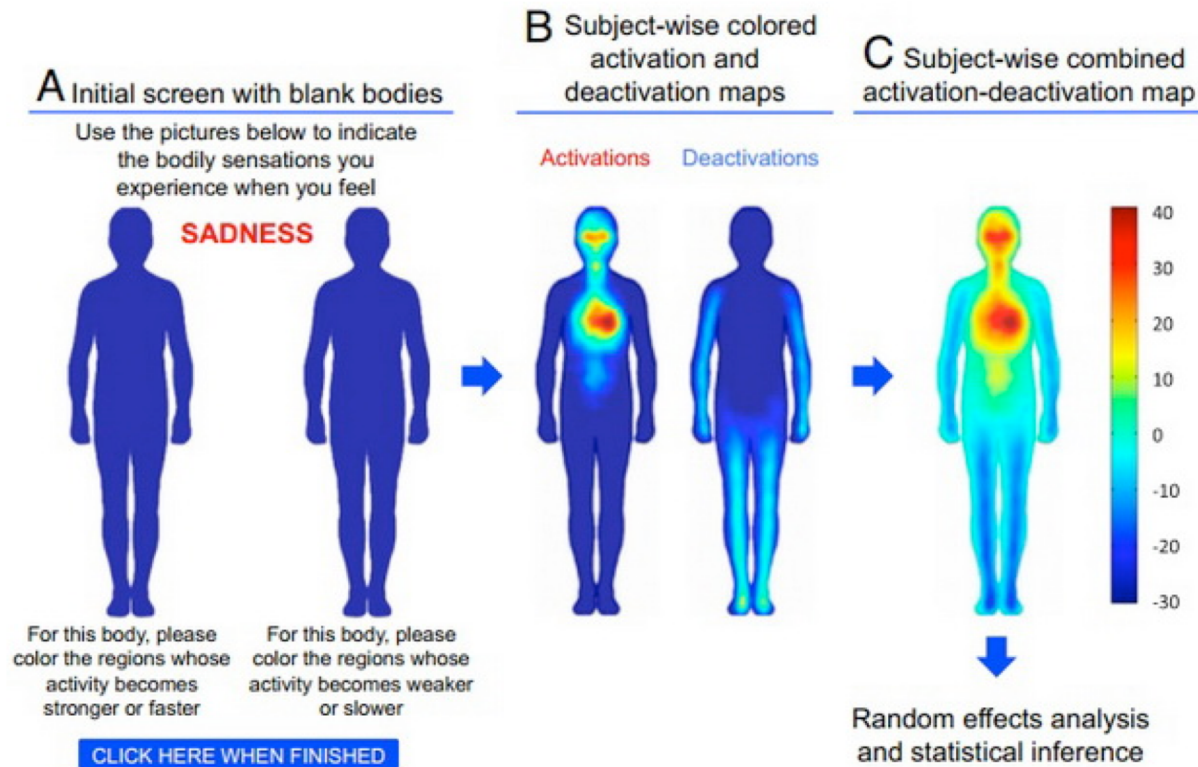 A Initial screen with blank bodies
Use the pictures below to indicate
the bodily sensations you
experience when you feel
SADNESS
For this body, please
color the regions whose
activity becomes
stronger or faster
For this body, please
color the regions whose
activity becomes weaker
or slower
CLICK HERE WHEN FINISHED
B Subject-wise colored
activation and
deactivation maps
Activations
Deactivations
C Subject-wise combined
activation-deactivation map
40
30
20
10
0
-10
-20
-30
Random effects analysis
and statistical inference